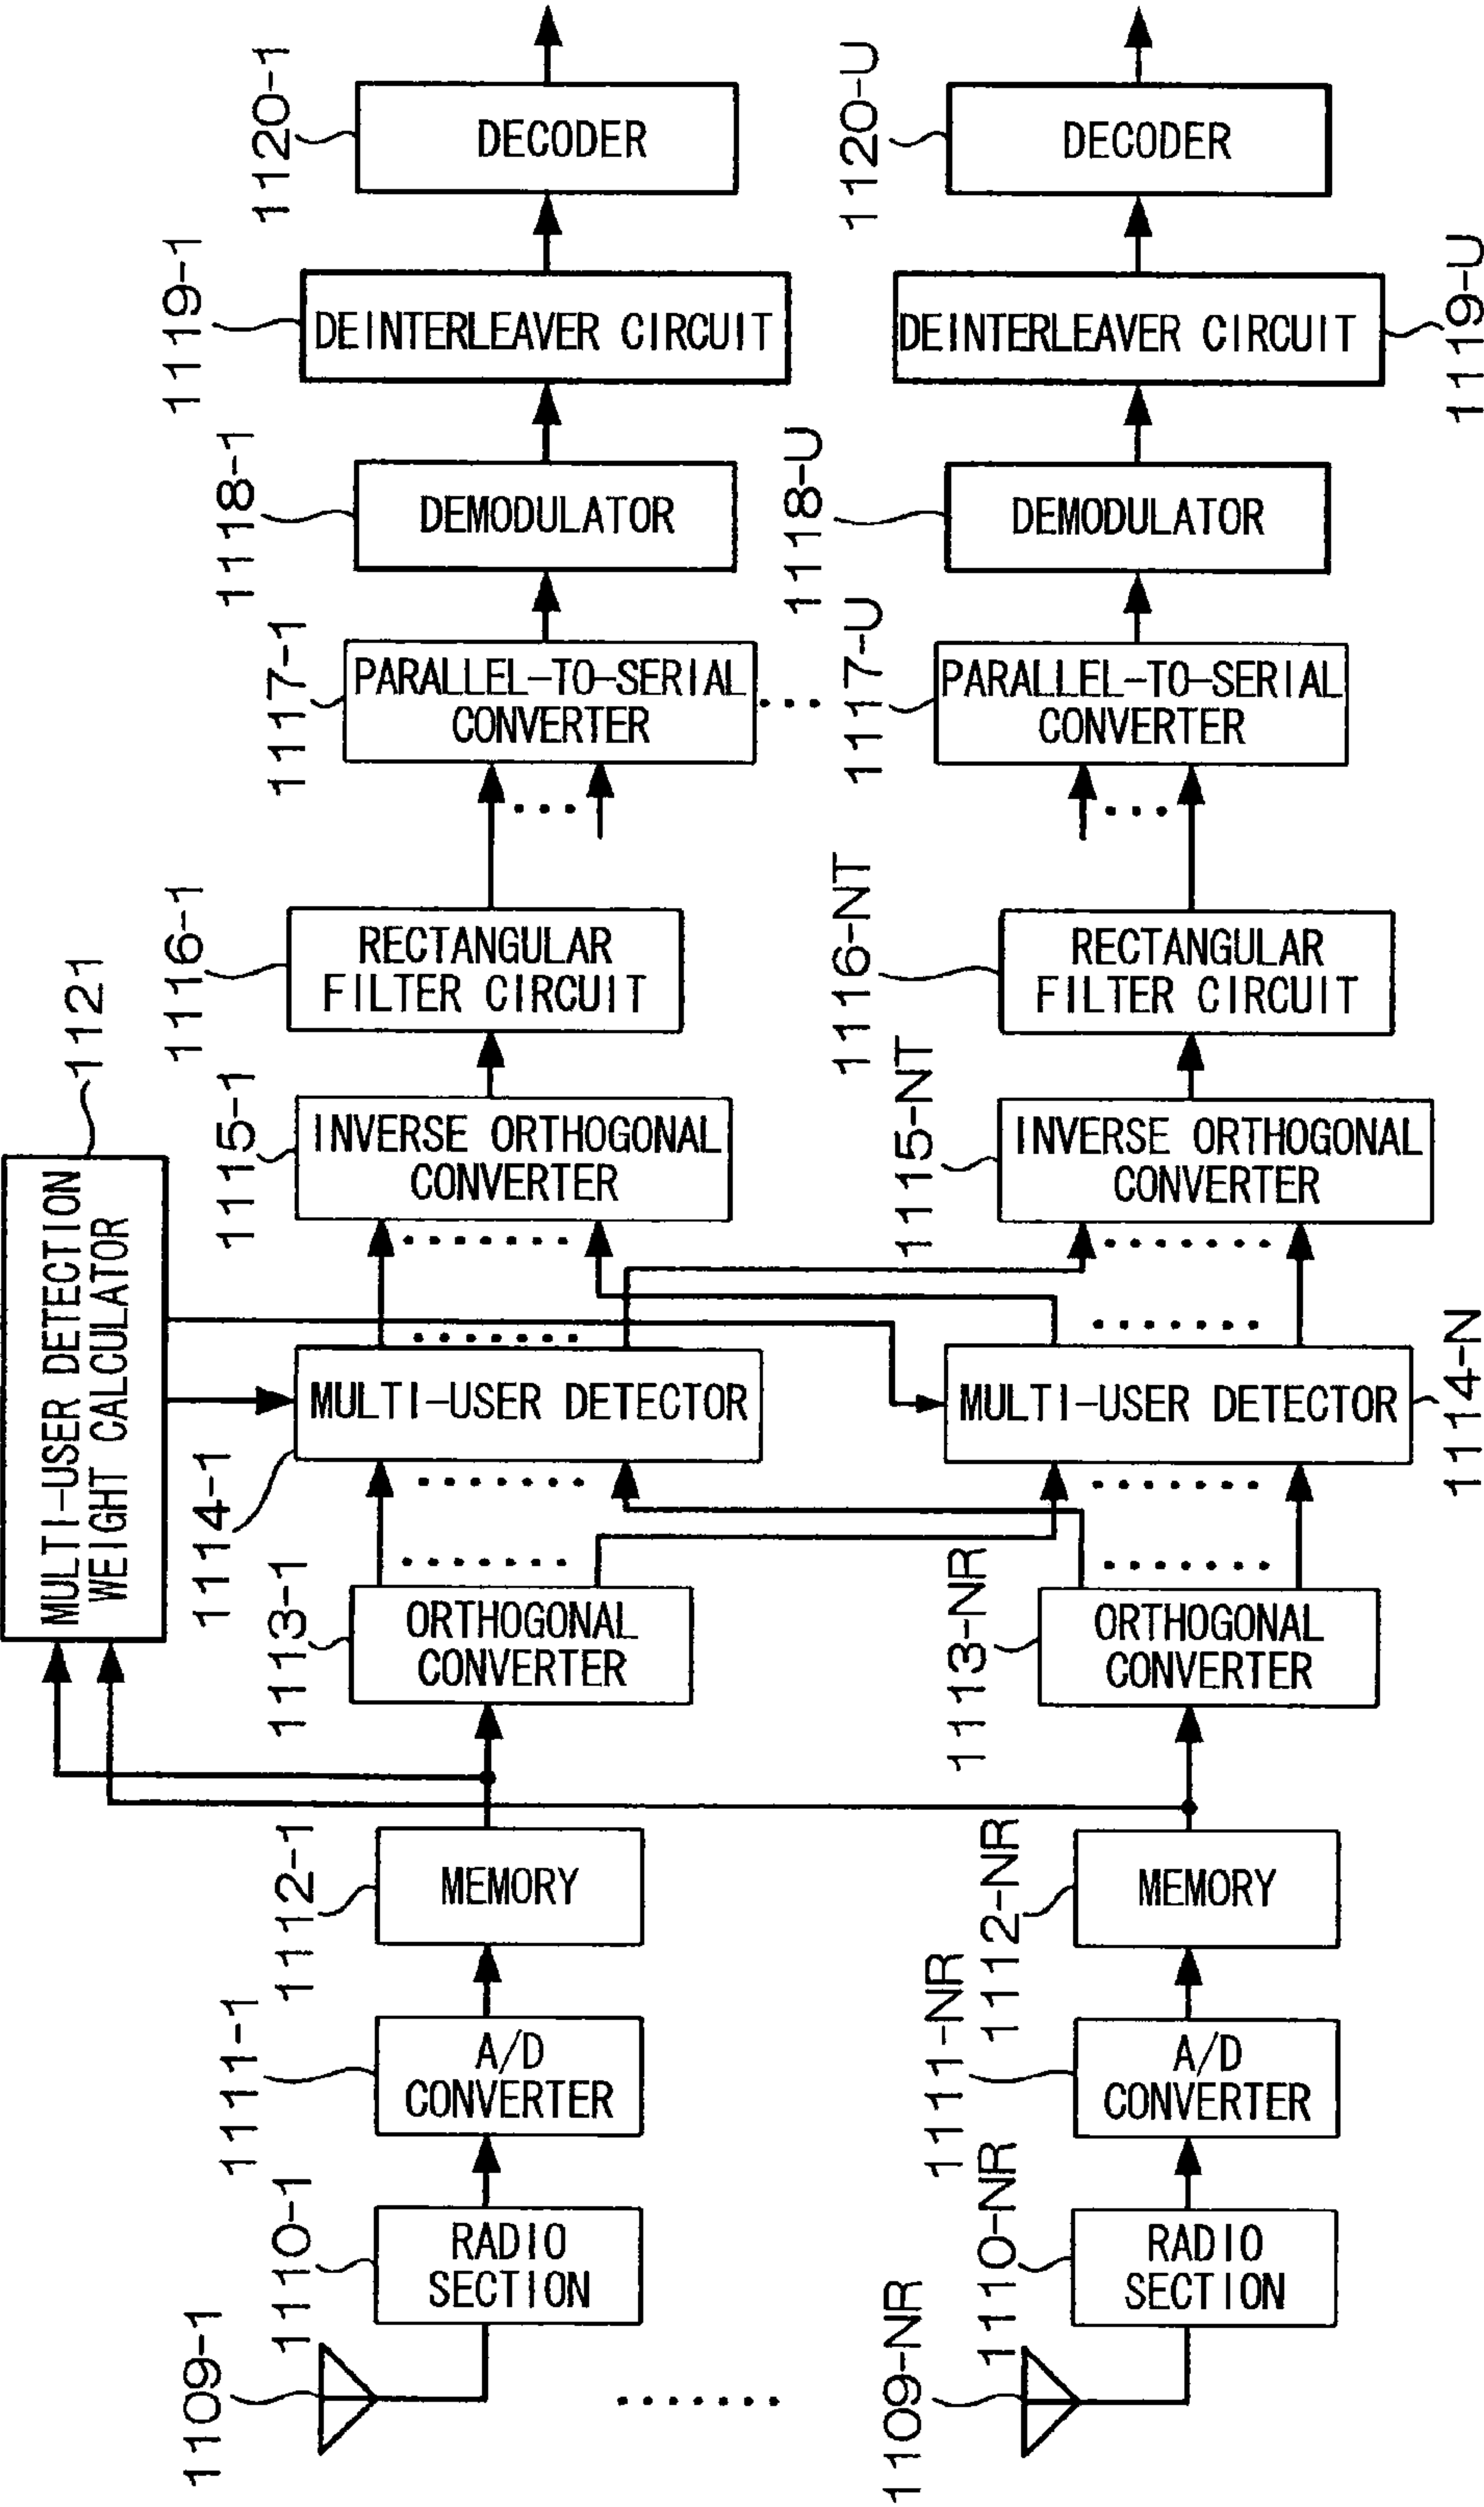 1120-1
DECODER
1120-U
DECODER
1119-1
DEINTERLEAVER CIRCUIT
DEINTERLEAVER CIRCUIT
1119-U
1118-1
DEMODULATOR
1118-U
DEMODULATOR
1117-1
PARALLEL-TO-SERIAL
CONVERTER
1117-U
PARALLEL-TO-SERIAL
CONVERTER
1116-1
RECTANGULAR
FILTER CIRCUIT
1116-NT
RECTANGULAR
FILTER CIRCUIT
1121
MULTI-USER DETECTION
WEIGHT CALCULATOR
1115-1
INVERSE ORTHOGONAL
CONVERTER
1115-NT
INVERSE ORTHOGONAL
CONVERTER
1114-1
MULTI-USER DETECTOR
MULTI-USER DETECTOR
1114-N
1113-1
ORTHOGONAL
CONVERTER
1113-NR
ORTHOGONAL
CONVERTER
1112-1
MEMORY
1112-NR
MEMORY
1111-1
A/D
CONVERTER
1111-NR
A/D
CONVERTER
1110-1
RADIO
SECTION
1110-NR
RADIO
SECTION
1109-1
1109-NR